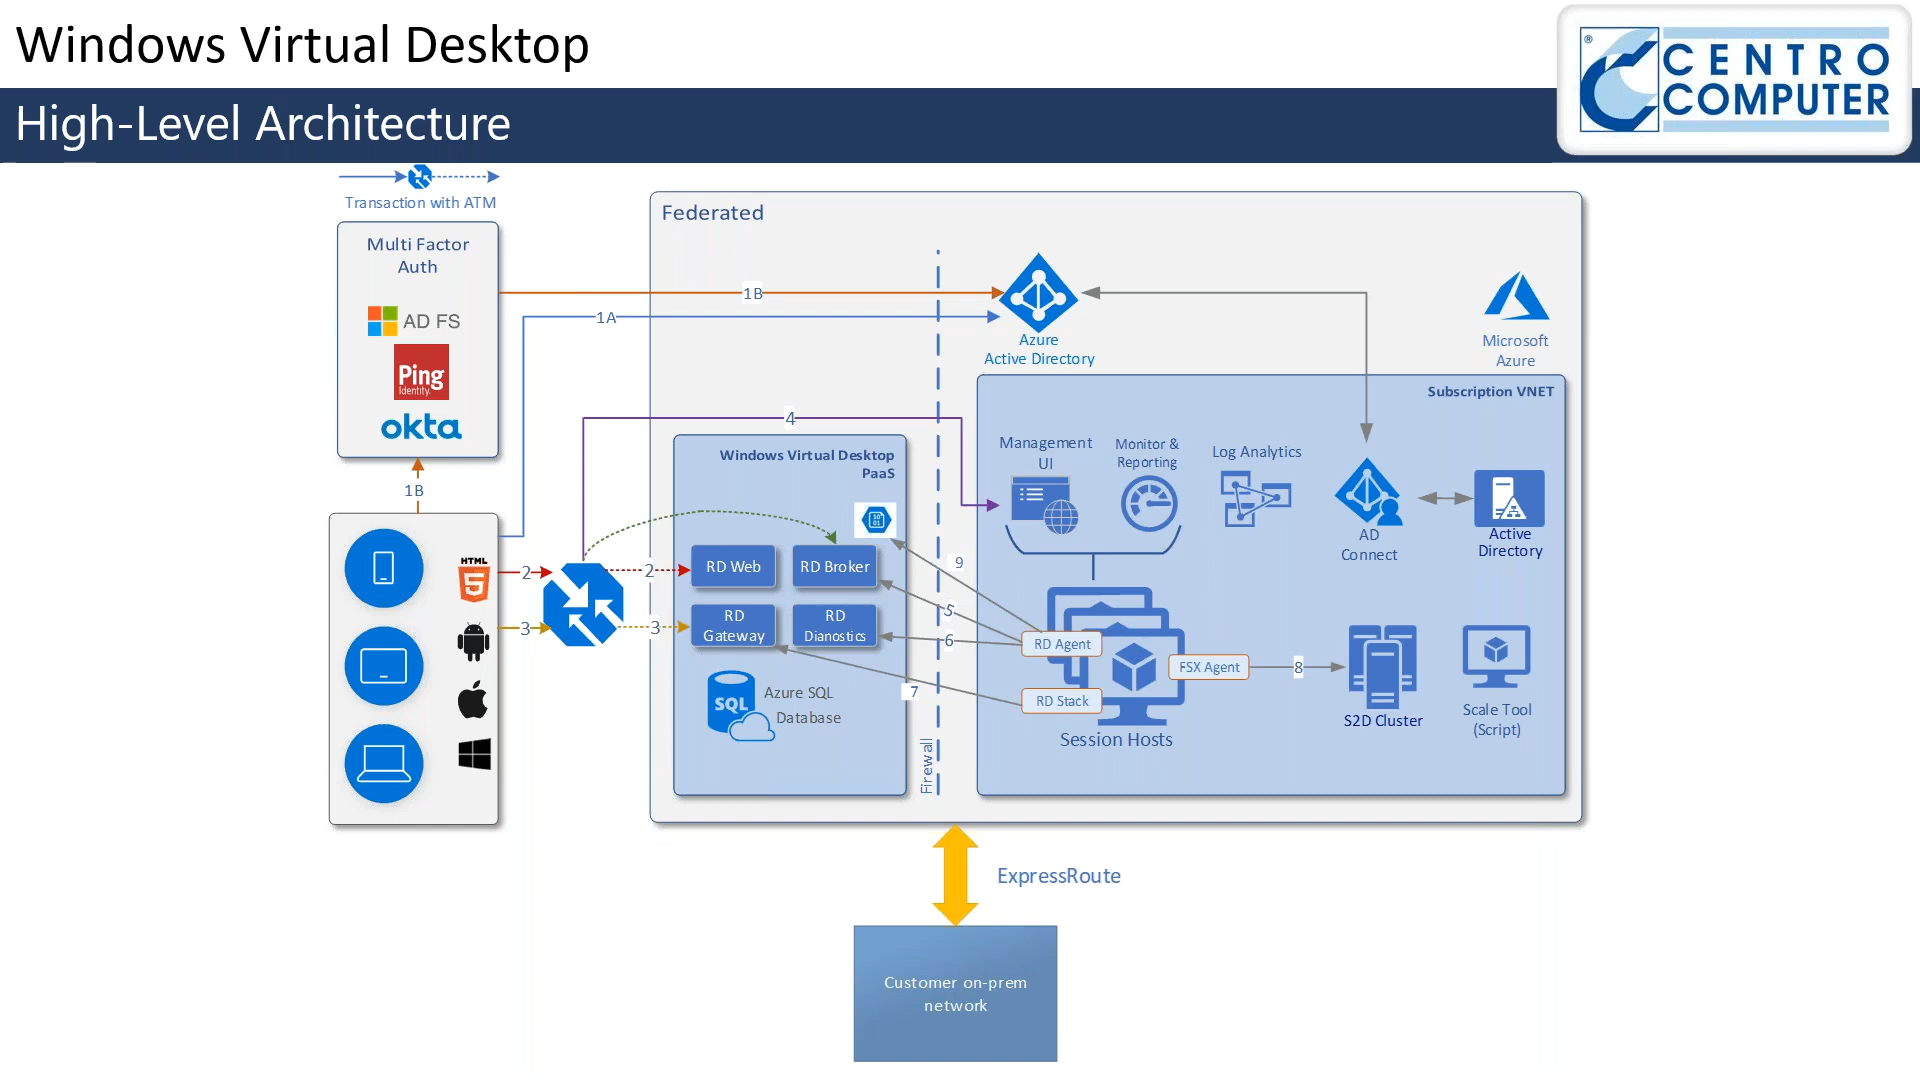 Windows Virtual Desktop
High-Level Architecture
®
CENTRO
COMPUTER
Transaction with ATM
Multi Factor
Auth
AD FS
Ping
Identity.
okta
1B
HTML
5
2
3
2
3
Federated
1B
1A
4
Azure
Active Directory
Microsoft
Azure
Windows Virtual Desktop
PaaS
10
01
RD Web
RD Broker
RD
Gateway
RD
Dianostics
SQL
Azure SQL
Database
Firewall
9
5
6
7
Subscription VNET
Management
UI
Monitor &
Reporting
Log Analytics
AD
Connect
Active
Directory
RD Agent
RD Stack
FSX Agent
8
Session Hosts
S2D Cluster
Scale Tool
(Script)
ExpressRoute
Customer on-prem
network